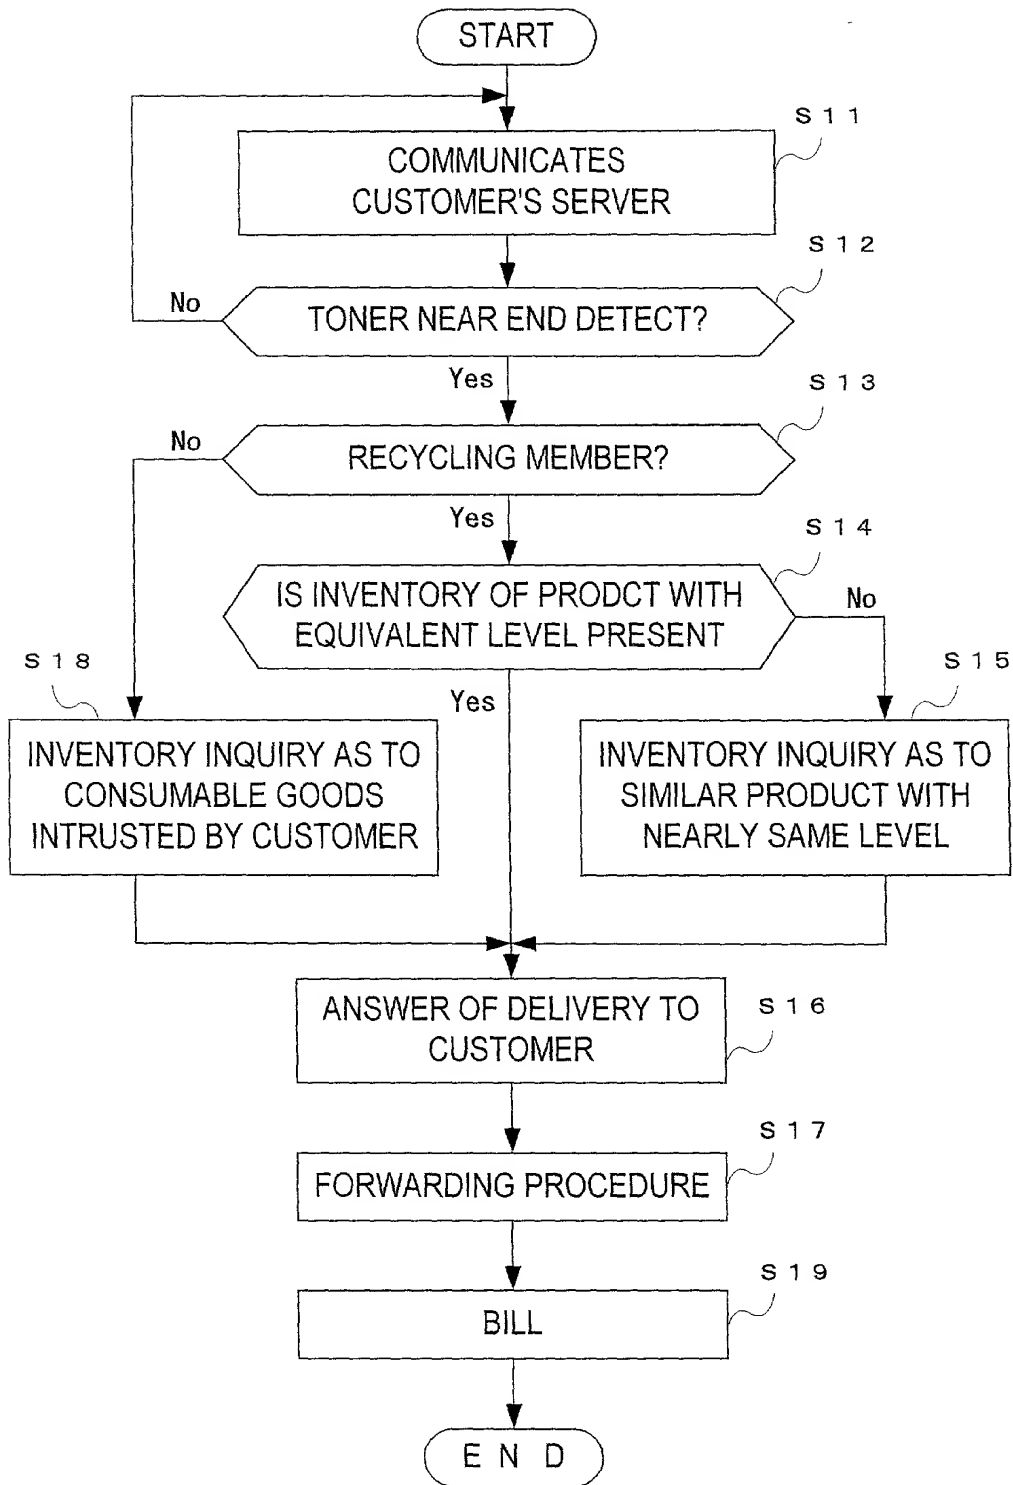 START
S11
COMMUNICATES
CUSTOMER'S SERVER
S12
No
TONER NEAR END DETECT?
Yes
S13
No
RECYCLING MEMBER?
Yes
S14
IS INVENTORY OF PRODCT WITH
EQUIVALENT LEVEL PRESENT
No
S18
Yes
S15
INVENTORY INQUIRY AS TO
CONSUMABLE GOODS
INTRUSTED BY CUSTOMER
INVENTORY INQUIRY AS TO
SIMILAR PRODUCT WITH
NEARLY SAME LEVEL
ANSWER OF DELIVERY TO
CUSTOMER
S16
S17
FORWARDING PROCEDURE
S19
BILL
END